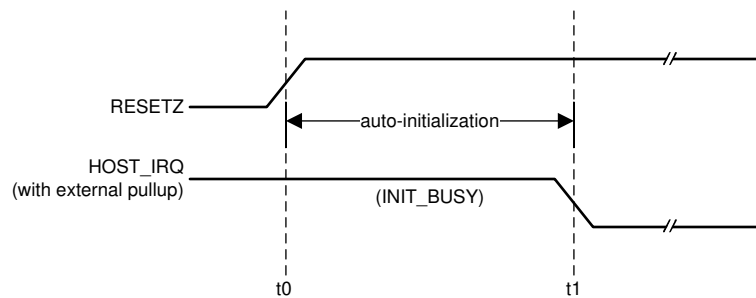 RESETZ
auto-initialization
HOST_IRQ
(with external pullup)
(INIT_BUSY)
t0
t1